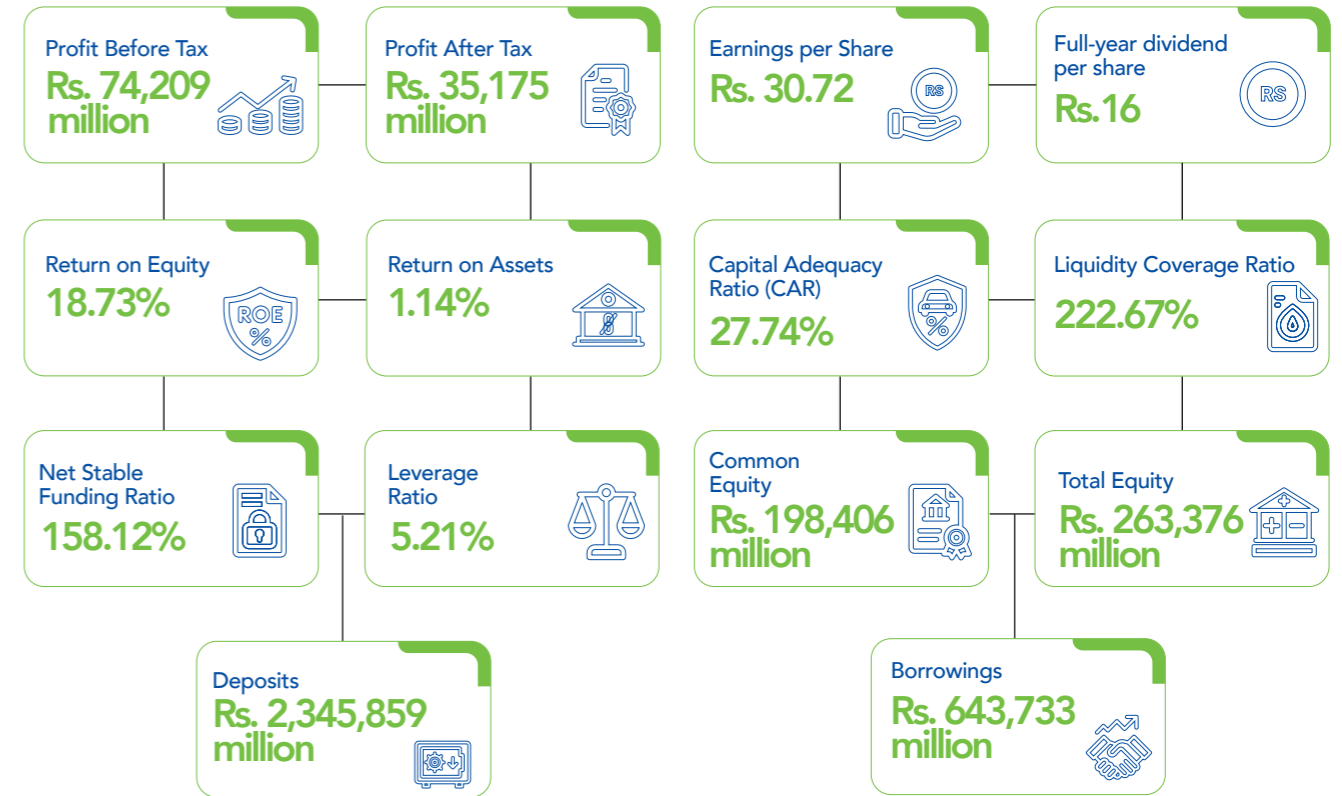 Profit Before Tax
Rs. 74,209
million
Profit After Tax
Rs. 35,175
million
Earnings per Share
Rs. 30.72
RS
Full-year dividend
per share
Rs.16
RS
Return on Equity
18.73%
ROE
%
Return on Assets
1.14%
Capital Adequacy
Ratio (CAR)
27.74%
%
Liquidity Coverage Ratio
222.67%
Net Stable
Funding Ratio
158.12%
Leverage
Ratio
5.21%
Common
Equity
Rs. 198,406
million
Total Equity
Rs. 263,376
million
Deposits
Rs. 2,345,859
million
Borrowings
Rs. 643,733
million